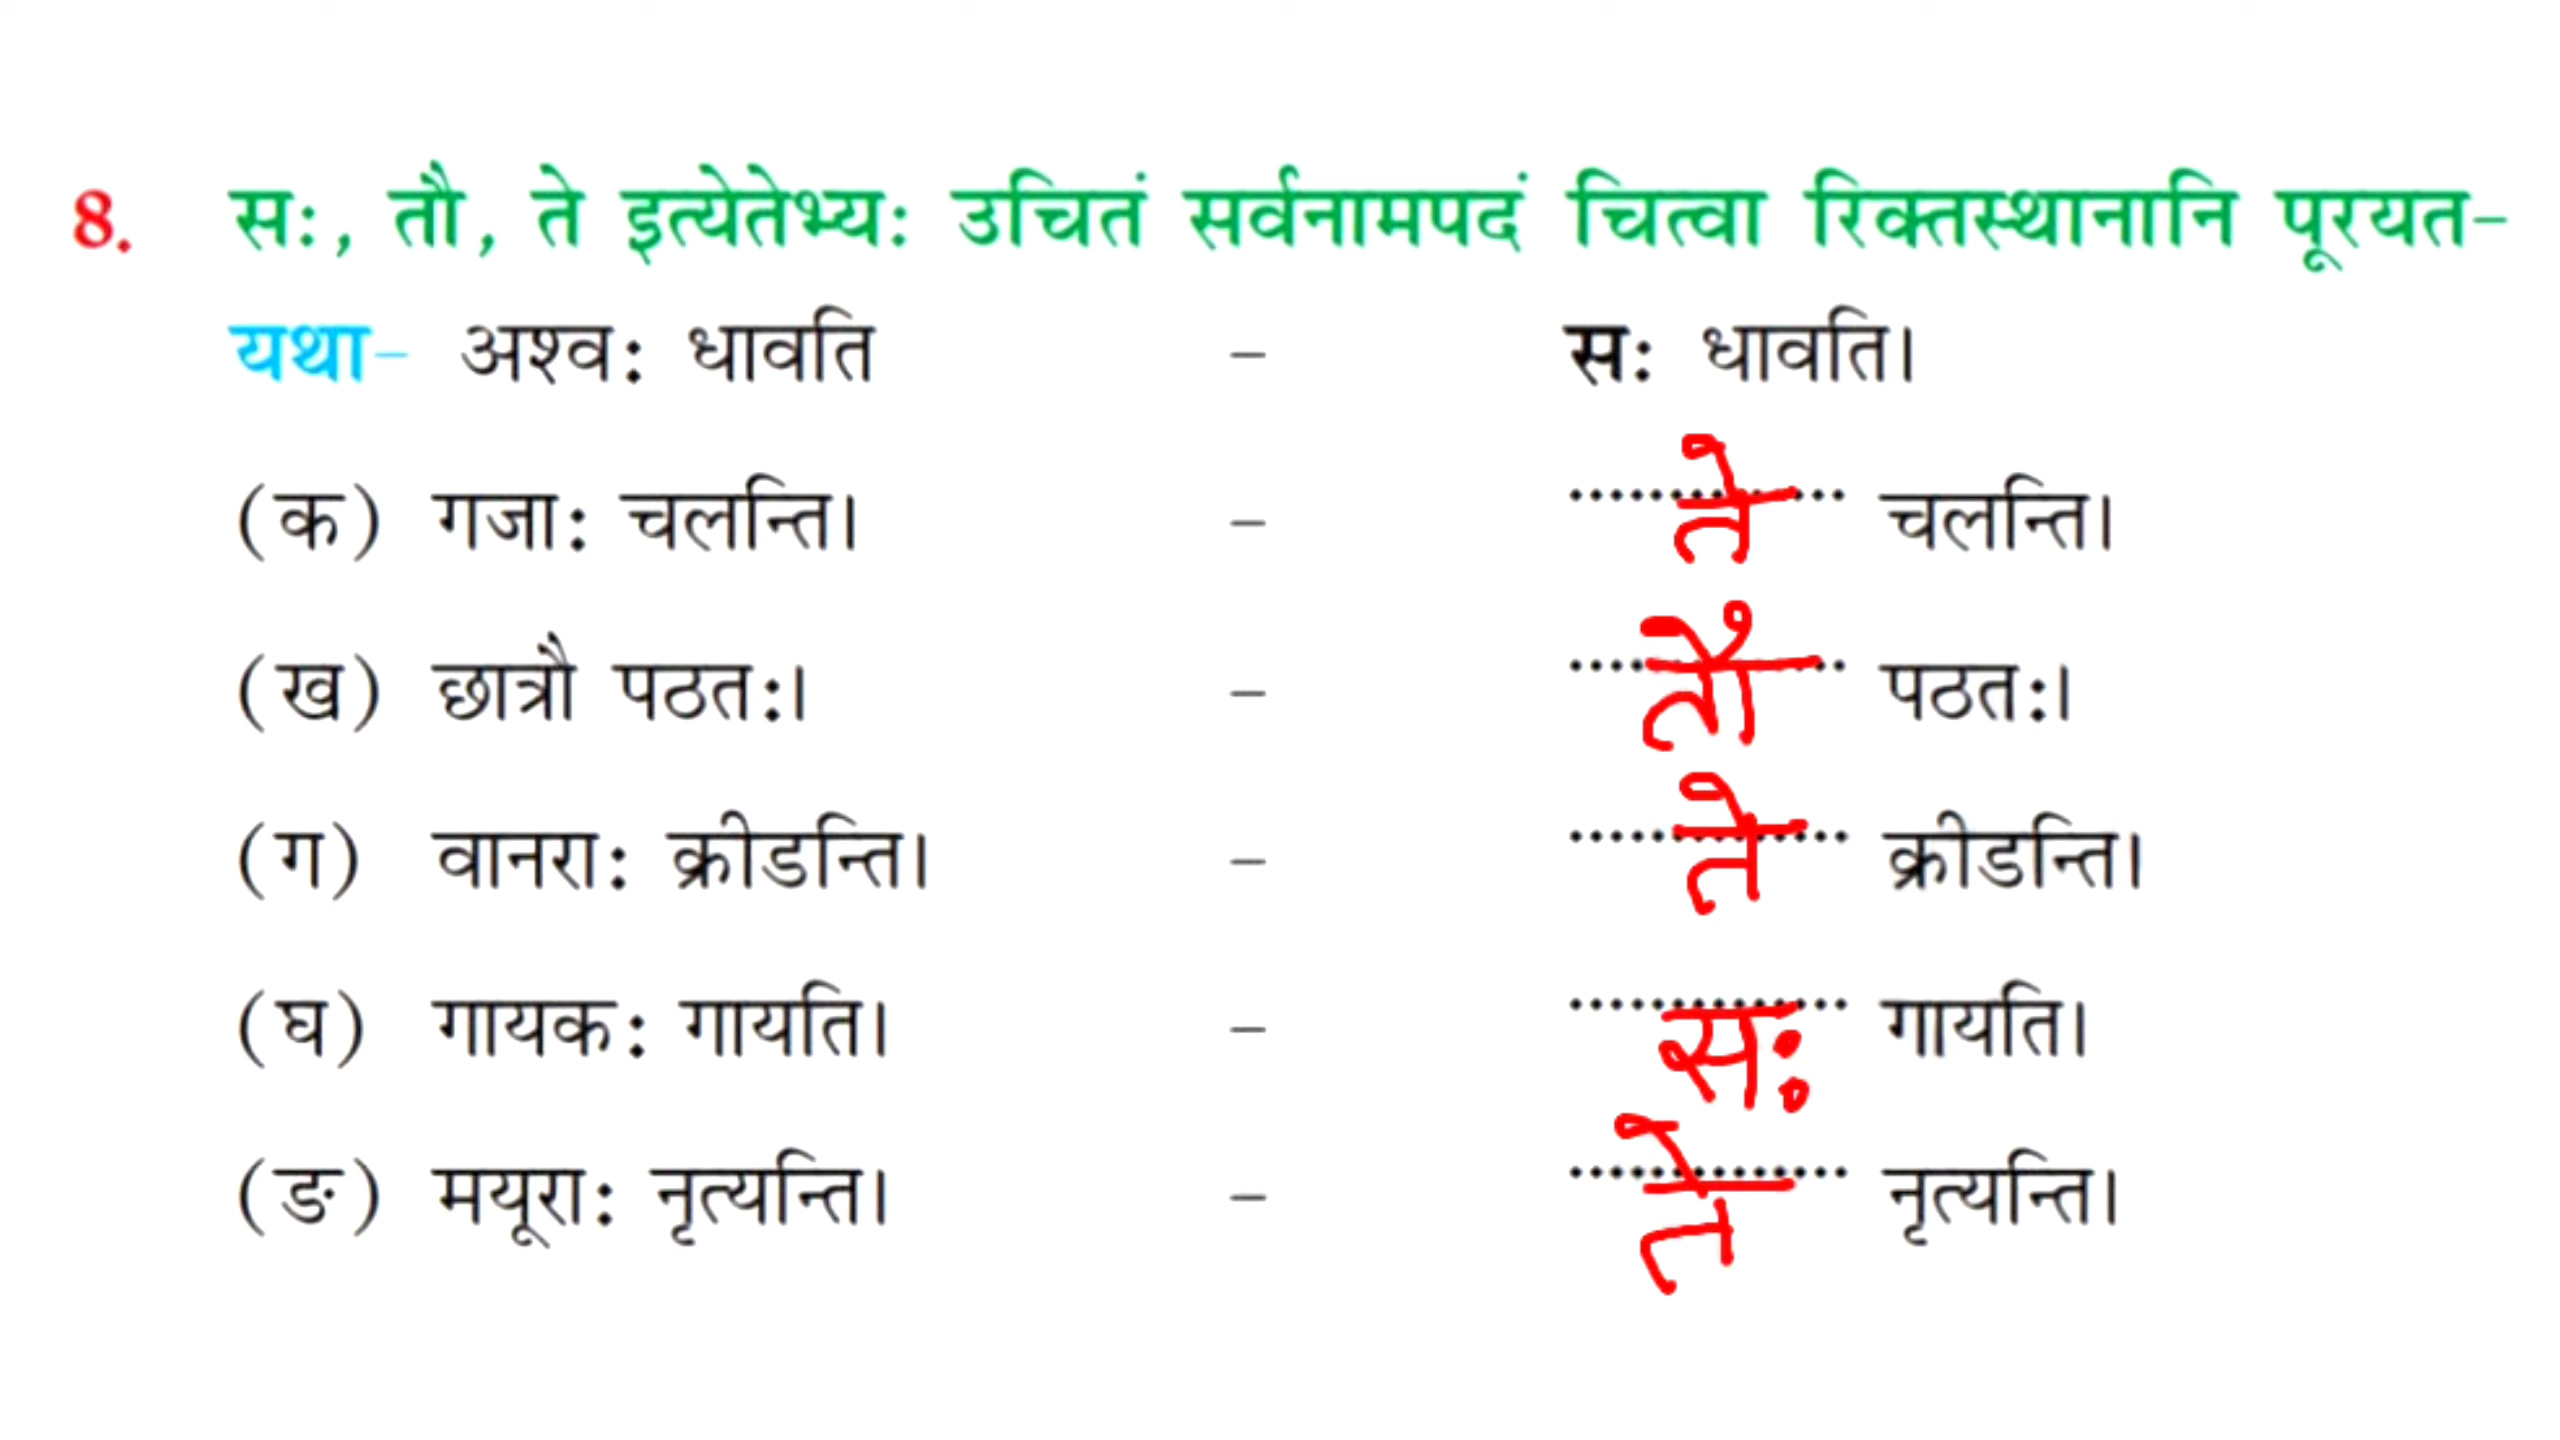 8. सः, तौ, ते इत्येतेभ्यः उचितं सर्वनामपदं चित्वा रिक्तस्थानानि पूरयत–
यथा– अश्वः धावति – सः धावति।
(क) गजाः चलन्ति। – ते चलन्ति।
(ख) छात्रौ पठतः। – तौ पठतः।
(ग) वानराः क्रीडन्ति। – ते क्रीडन्ति।
(घ) गायकः गायति। – सः गायति।
(ङ) मयूराः नृत्यन्ति। – ते नृत्यन्ति।